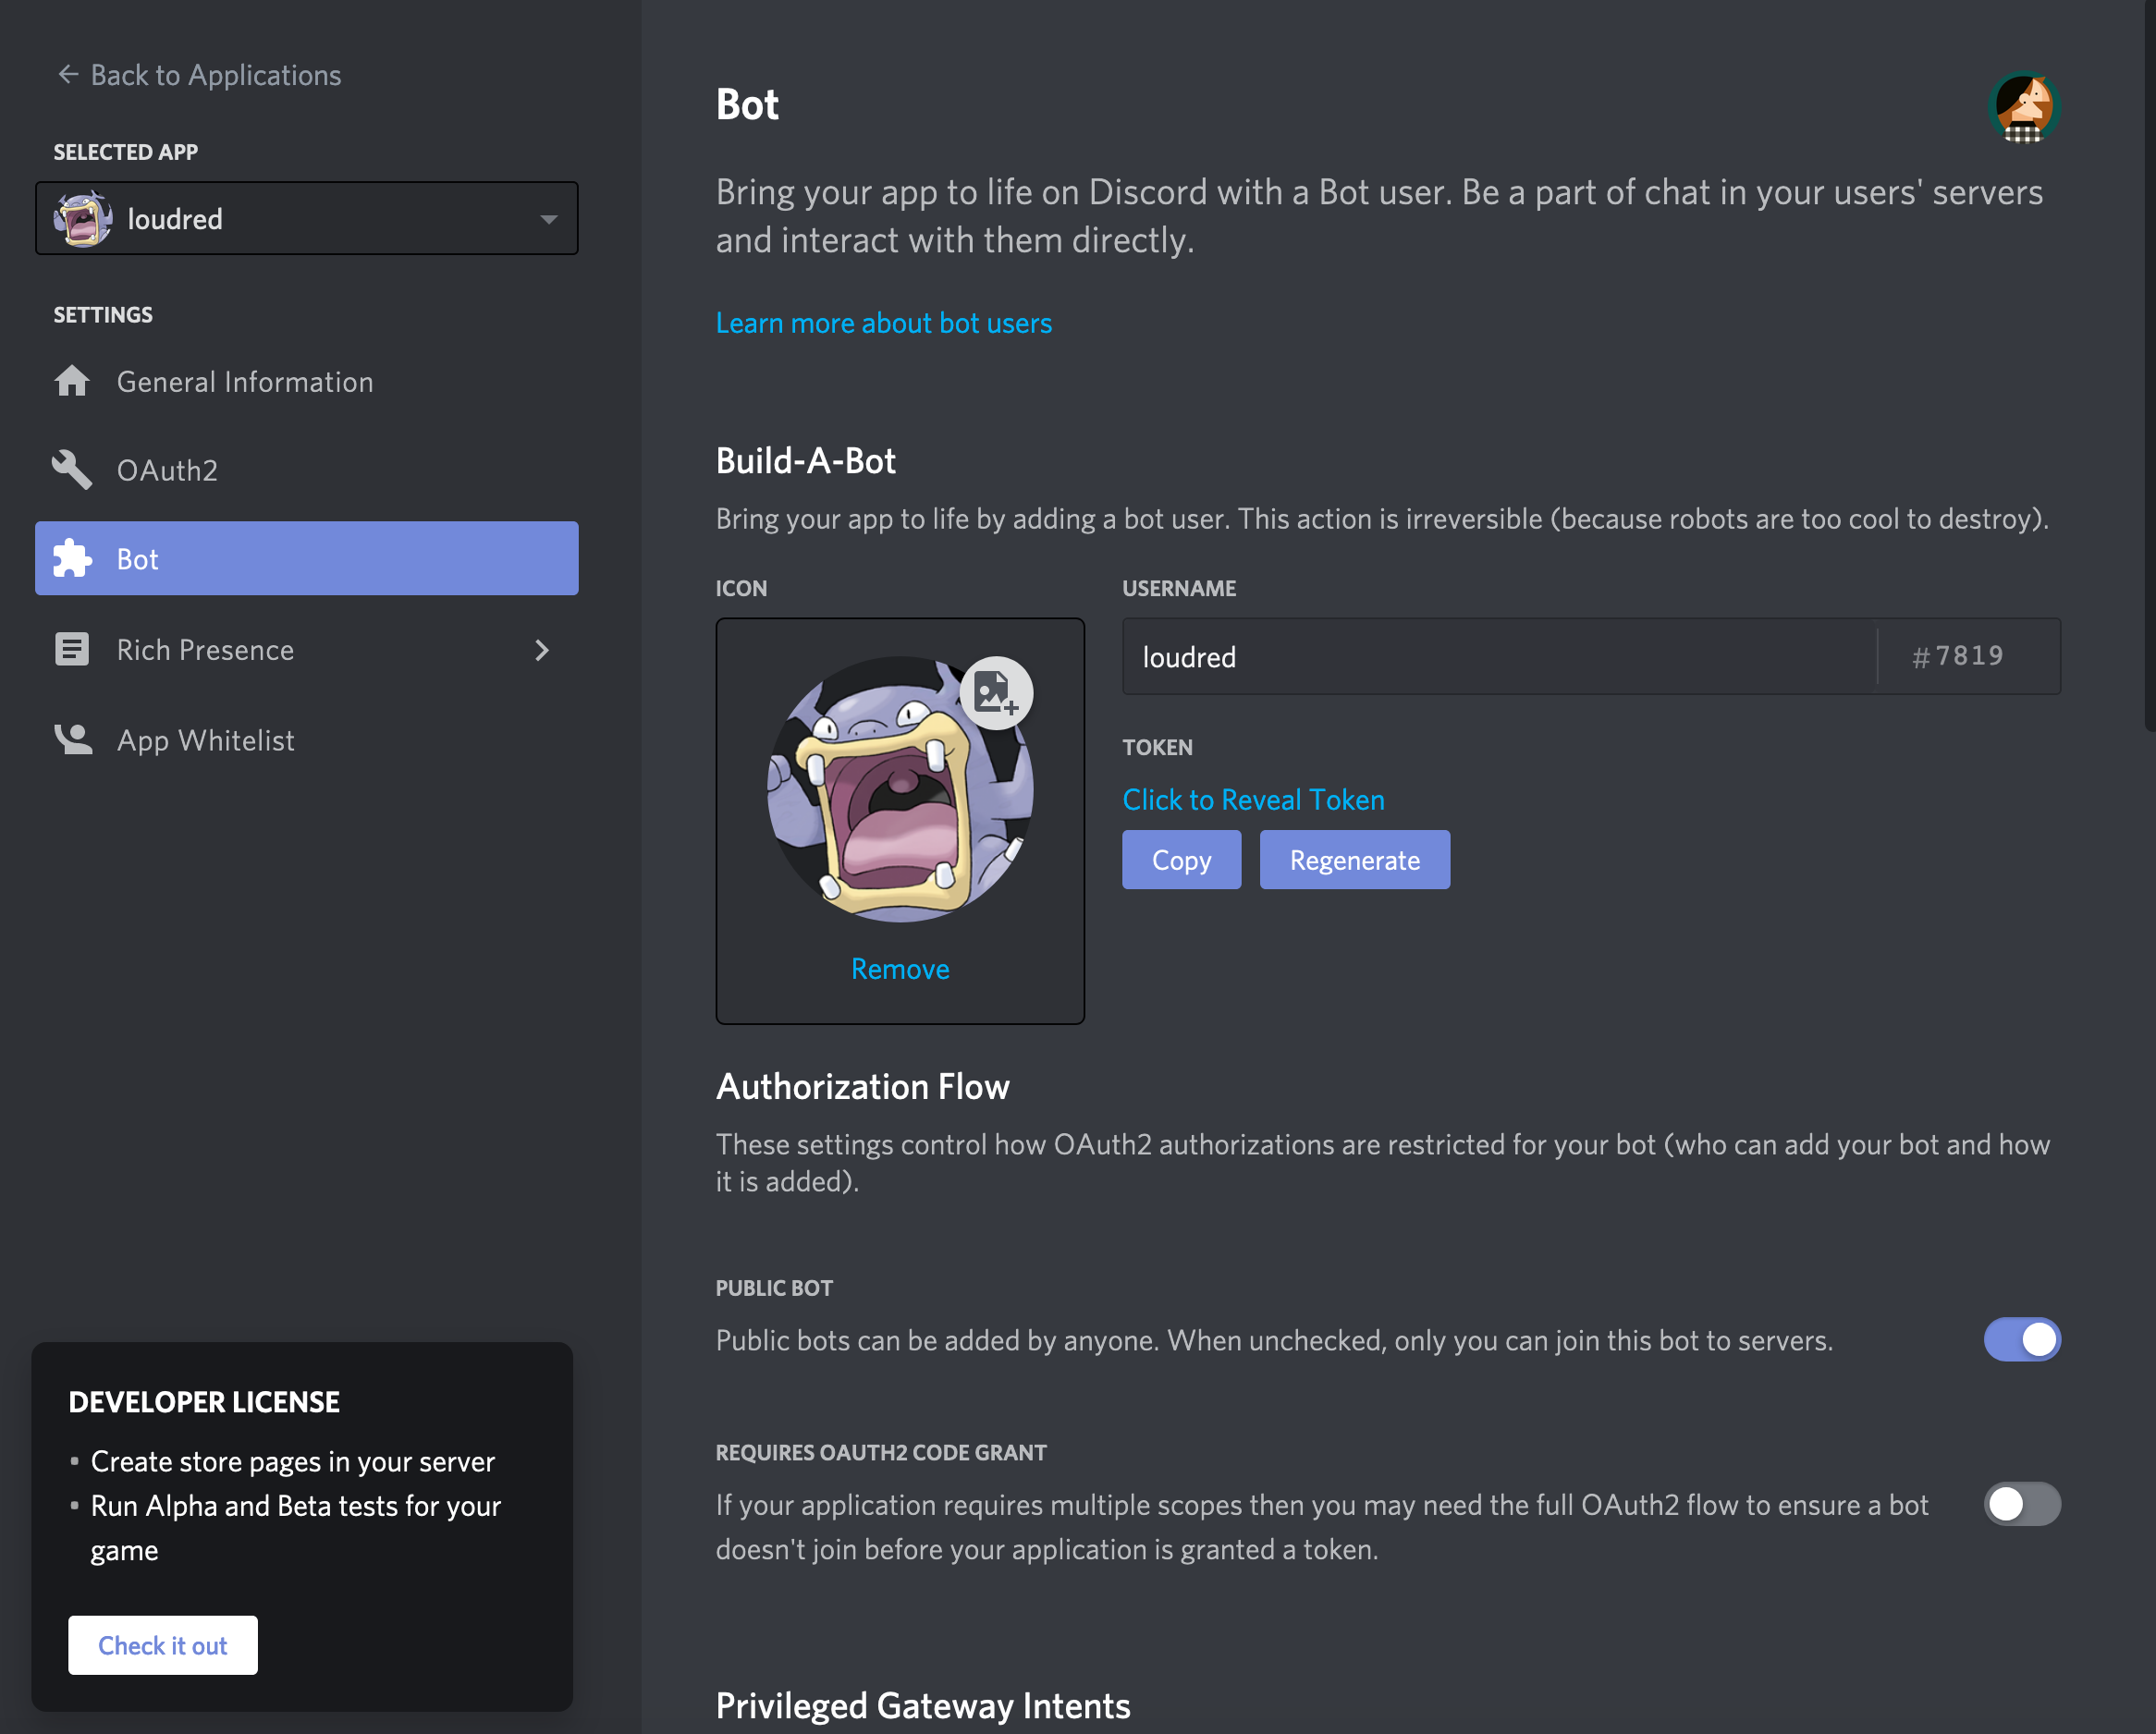 ← Back to Applications
SELECTED APP
loudred
SETTINGS
General Information
OAuth2
Bot
Rich Presence
App Whitelist
DEVELOPER LICENSE
• Create store pages in your server
• Run Alpha and Beta tests for your
game
Check it out
Bot
Bring your app to life on Discord with a Bot user. Be a part of chat in your users' servers
and interact with them directly.
Learn more about bot users
Build-A-Bot
Bring your app to life by adding a bot user. This action is irreversible (because robots are too cool to destroy).
ICON
Remove
USERNAME
loudred #7819
TOKEN
Click to Reveal Token
Copy Regenerate
Authorization Flow
These settings control how OAuth2 authorizations are restricted for your bot (who can add your bot and how
it is added).
PUBLIC BOT
Public bots can be added by anyone. When unchecked, only you can join this bot to servers.
REQUIRES OAUTH2 CODE GRANT
If your application requires multiple scopes then you may need the full OAuth2 flow to ensure a bot
doesn't join before your application is granted a token.
Privileged Gateway Intents